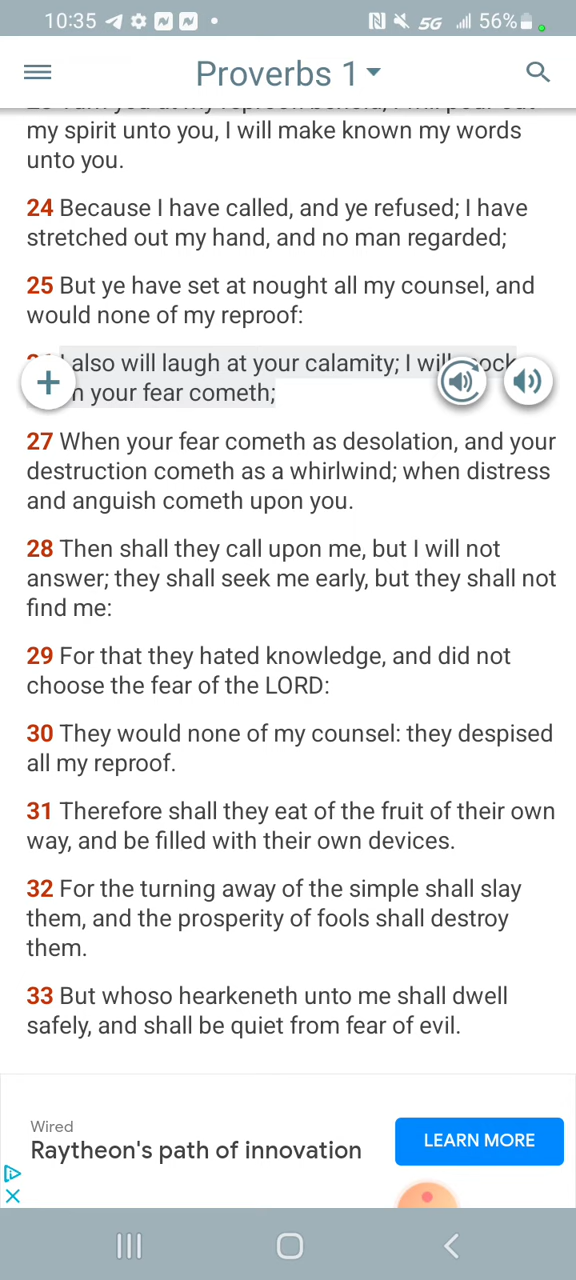 10:35
5G
56%
Proverbs 1
my spirit unto you, I will make known my words
unto you.
24 Because I have called, and ye refused; I have
stretched out my hand, and no man regarded;
25 But ye have set at nought all my counsel, and
would none of my reproof:
also will laugh at your calamity; I will
your fear cometh;
27 When your fear cometh as desolation, and your
destruction cometh as a whirlwind; when distress
and anguish cometh upon you.
28 Then shall they call upon me, but I will not
answer; they shall seek me early, but they shall not
find me:
29 For that they hated knowledge, and did not
choose the fear of the LORD:
30 They would none of my counsel: they despised
all my reproof.
31 Therefore shall they eat of the fruit of their own
way, and be filled with their own devices.
32 For the turning away of the simple shall slay
them, and the prosperity of fools shall destroy
them.
33 But whoso hearkeneth unto me shall dwell
safely, and shall be quiet from fear of evil.
Wired
Raytheon's path of innovation
LEARN MORE